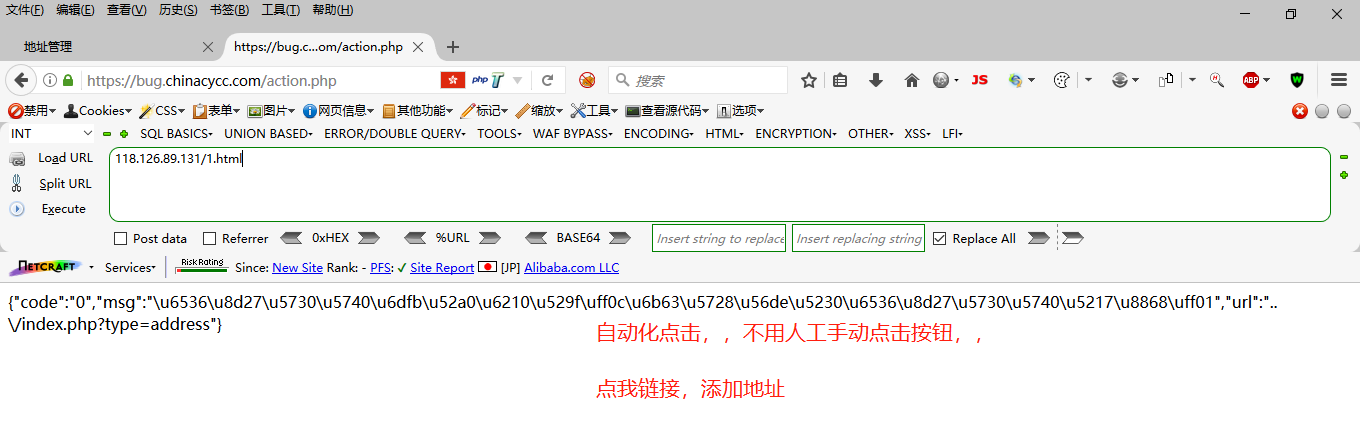 文件(F) 编辑(E) 查看(V) 历史(S) 书签(B) 工具(T) 帮助(H)
地址管理 https://bug.c...om/action.php
https://bug.chinacycc.com/action.php php 搜索 JS ABP W
禁用 Cookies CSS 表单 图片 网页信息 其他功能 标记 缩放 工具 查看源代码 选项
INT SQL BASICS UNION BASED ERROR/DOUBLE QUERY TOOLS WAF BYPASS ENCODING HTML ENCRYPTION OTHER XSS LFI
Load URL 118.126.89.131/1.html
Split URL
Execute
Post data Referrer 0xHEX %URL BASE64 Insert string to replace Insert replacing string Replace All
NETCRAFT Services Risk Rating Since: New Site Rank: - PFS: ✓ Site Report [JP] Alibaba.com LLC
{"code":"0","msg":"\u6536\u8d27\u5730\u5740\u6dfb\u52a0\u6210\u529f\uff0c\u6b63\u5728\u56de\u5230\u6536\u8d27\u5730\u5740\u5217\u8868\uff01","url":"..
\/index.php?type=address"}
自动化点击，，不用人工手动点击按钮，，
点我链接，添加地址